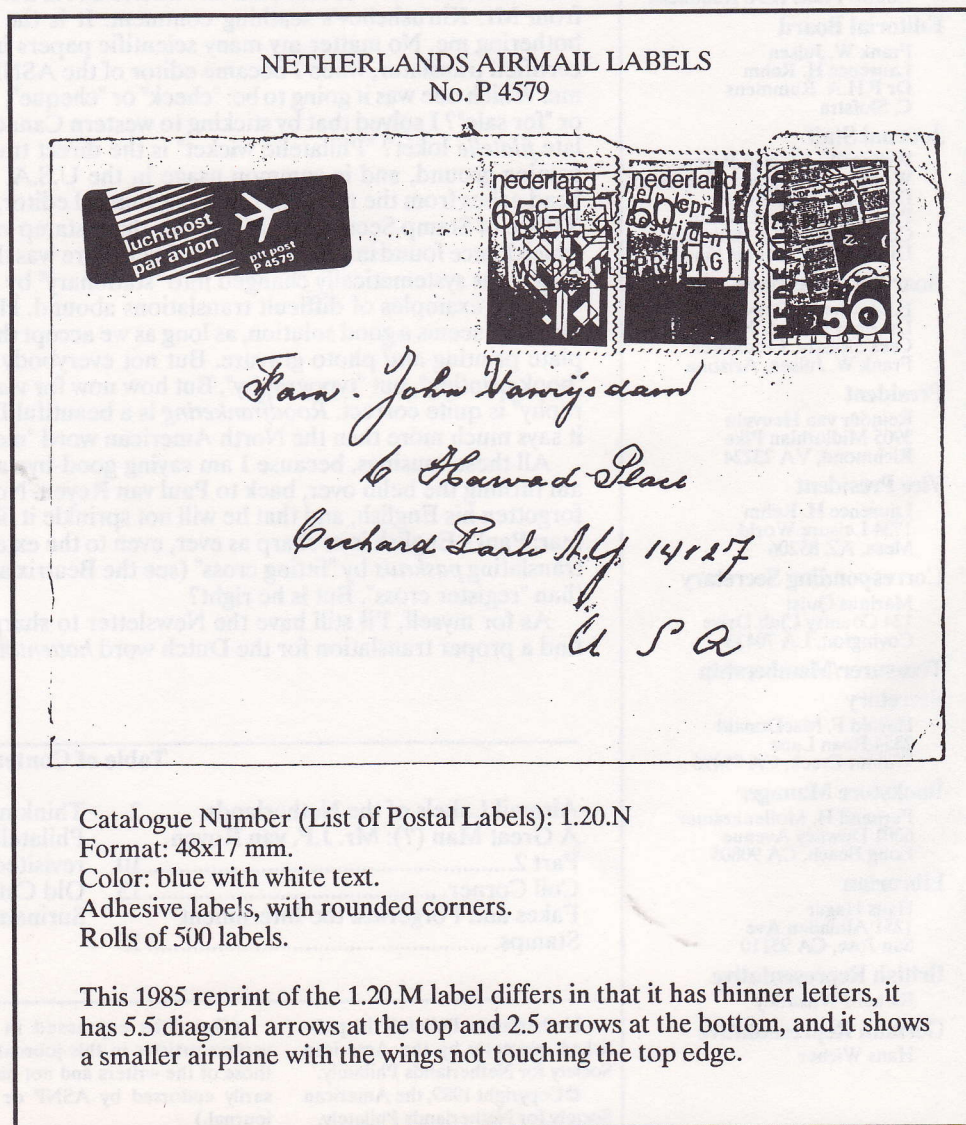 NETHERLANDS AIRMAIL LABELS
No. P 4579
luchtpost
par avion
ptt post
P 4579
nederland
nederland
NEDERLAND
50
EUROPA
Fam. John Vanrysdam
6 Hawad Place
Orchard Park N.Y 14127
U S A
Catalogue Number (List of Postal Labels): 1.20.N
Format: 48x17 mm.
Color: blue with white text.
Adhesive labels, with rounded corners.
Rolls of 500 labels.
This 1985 reprint of the 1.20.M label differs in that it has thinner letters, it
has 5.5 diagonal arrows at the top and 2.5 arrows at the bottom, and it shows
a smaller airplane with the wings not touching the top edge.